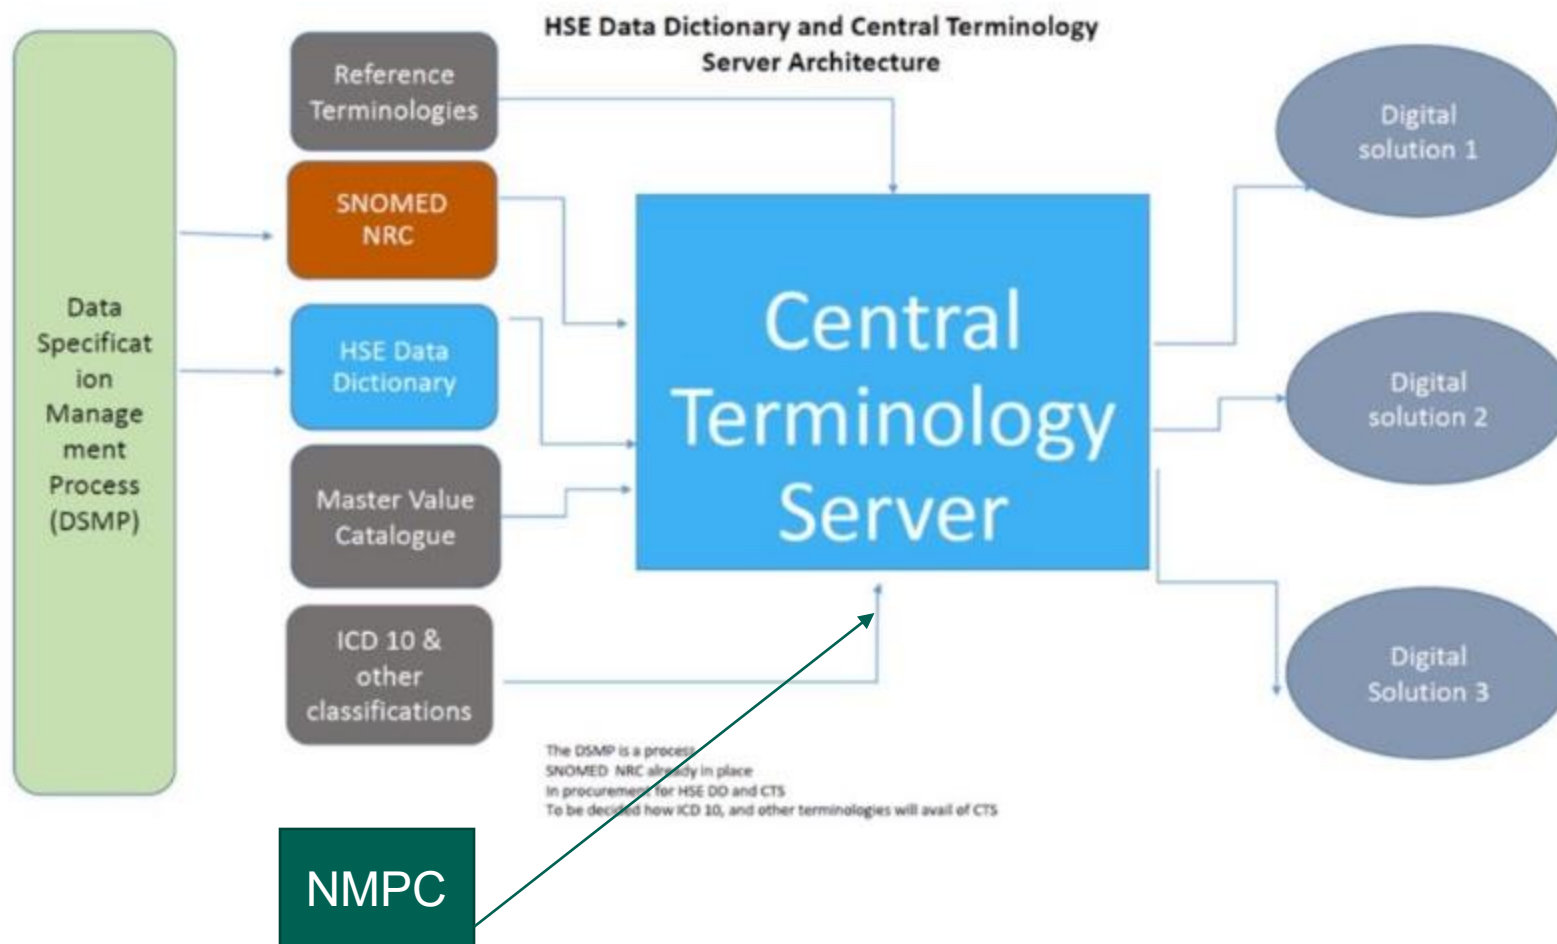 HSE Data Dictionary and Central Terminology
Server Architecture
Data
Specificat
ion
Manage
ment
Process
(DSMP)
Reference
Terminologies
SNOMED
NRC
HSE Data
Dictionary
Master Value
Catalogue
ICD 10 &
other
classifications
Central
Terminology
Server
Digital
solution 1
Digital
solution 2
Digital
Solution 3
The DSMP is a process
SNOMED NRC already in place
In procurement for HSE DD and CTS
To be decided how ICD 10, and other terminologies will avail of CTS
NMPC